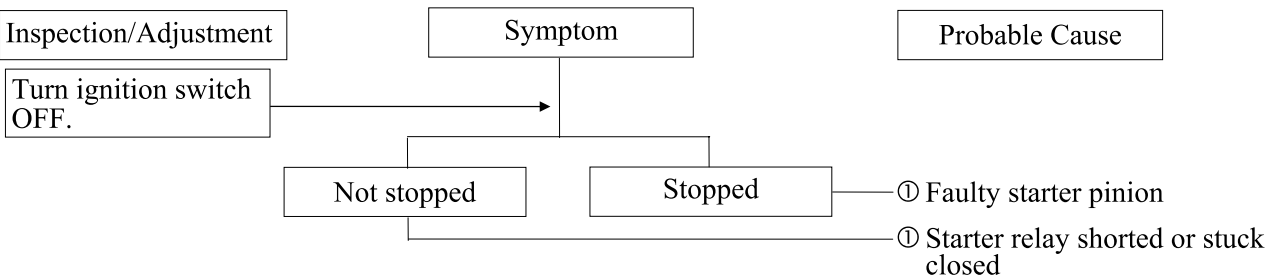 Inspection/Adjustment
Symptom
Probable Cause
Turn ignition switch
OFF.
Not stopped
Stopped
① Faulty starter pinion
① Starter relay shorted or stuck
closed